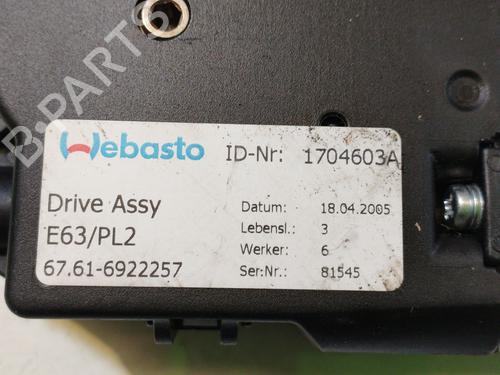 B-PARTS
Webasto ID-Nr: 1704603A
Drive Assy Datum: 18.04.2005
E63/PL2 Lebensl.: 3
Werker: 6
67.61-6922257 Ser.Nr.: 81545